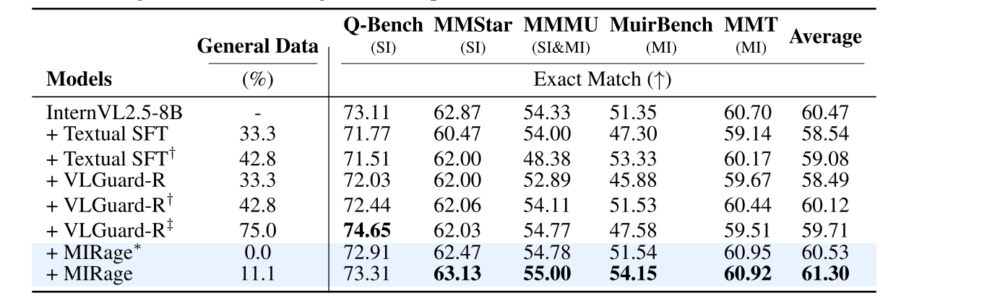 Q-Bench MMStar MMMU MuirBench MMT Average
General Data (SI) (SI) (SI&MI) (MI) (MI)
Models (%) Exact Match (↑)
InternVL2.5-8B - 73.11 62.87 54.33 51.35 60.70 60.47
+ Textual SFT 33.3 71.77 60.47 54.00 47.30 59.14 58.54
+ Textual SFT† 42.8 71.51 62.00 48.38 53.33 60.17 59.08
+ VLGuard-R 33.3 72.03 62.00 52.89 45.88 59.67 58.49
+ VLGuard-R† 42.8 72.44 62.06 54.11 51.53 60.44 60.12
+ VLGuard-R‡ 75.0 74.65 62.03 54.77 47.58 59.51 59.71
+ MIRage* 0.0 72.91 62.47 54.78 51.54 60.95 60.53
+ MIRage 11.1 73.31 63.13 55.00 54.15 60.92 61.30